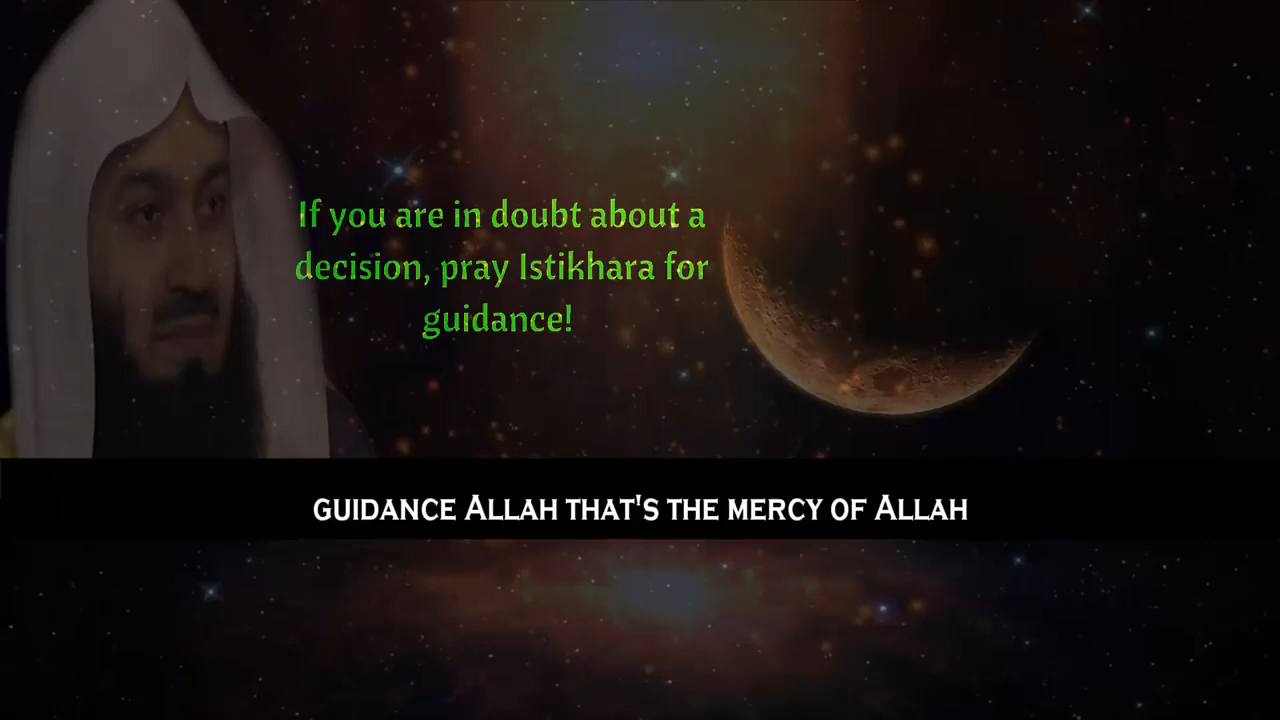 If you are in doubt about a
decision, pray Istikhara for
guidance!
GUIDANCE ALLAH THAT'S THE MERCY OF ALLAH